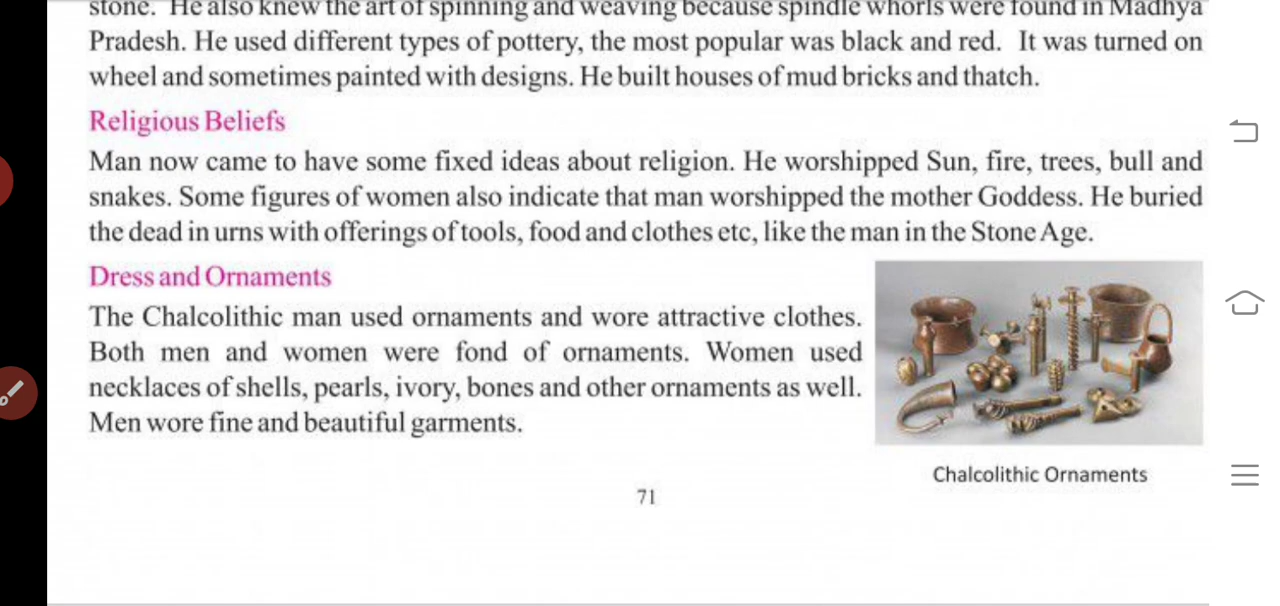 stone. He also knew the art of spinning and weaving because spindle whorls were found in Madhya
Pradesh. He used different types of pottery, the most popular was black and red. It was turned on
wheel and sometimes painted with designs. He built houses of mud bricks and thatch.
Religious Beliefs
Man now came to have some fixed ideas about religion. He worshipped Sun, fire, trees, bull and
snakes. Some figures of women also indicate that man worshipped the mother Goddess. He buried
the dead in urns with offerings of tools, food and clothes etc, like the man in the Stone Age.
Dress and Ornaments
The Chalcolithic man used ornaments and wore attractive clothes.
Both men and women were fond of ornaments. Women used
necklaces of shells, pearls, ivory, bones and other ornaments as well.
Men wore fine and beautiful garments.
Chalcolithic Ornaments
71